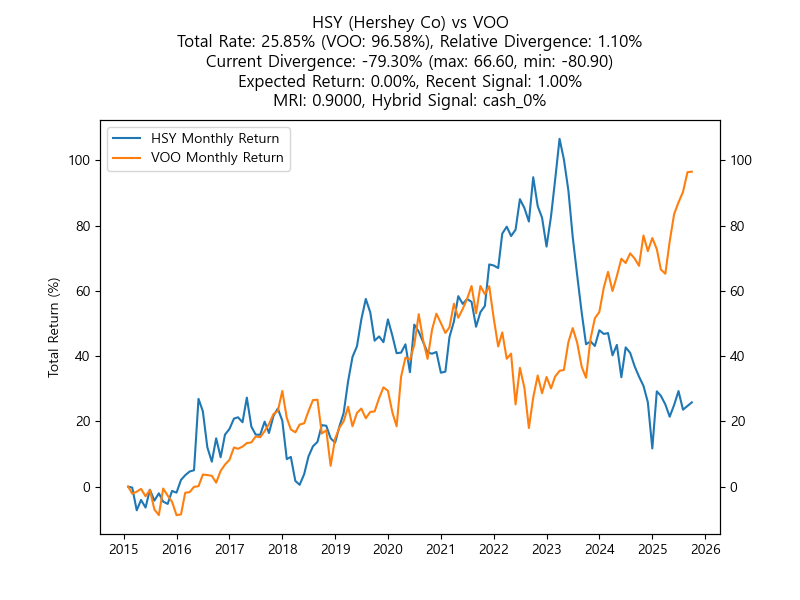 HSY (Hershey Co) vs VOO
Total Rate: 25.85% (VOO: 96.58%), Relative Divergence: 1.10%
Current Divergence: -79.30% (max: 66.60, min: -80.90)
Expected Return: 0.00%, Recent Signal: 1.00%
MRI: 0.9000, Hybrid Signal: cash_0%
HSY Monthly Return
VOO Monthly Return
Total Return (%)
100 100
80 80
60 60
40 40
20 20
0 0
2015 2016 2017 2018 2019 2020 2021 2022 2023 2024 2025 2026